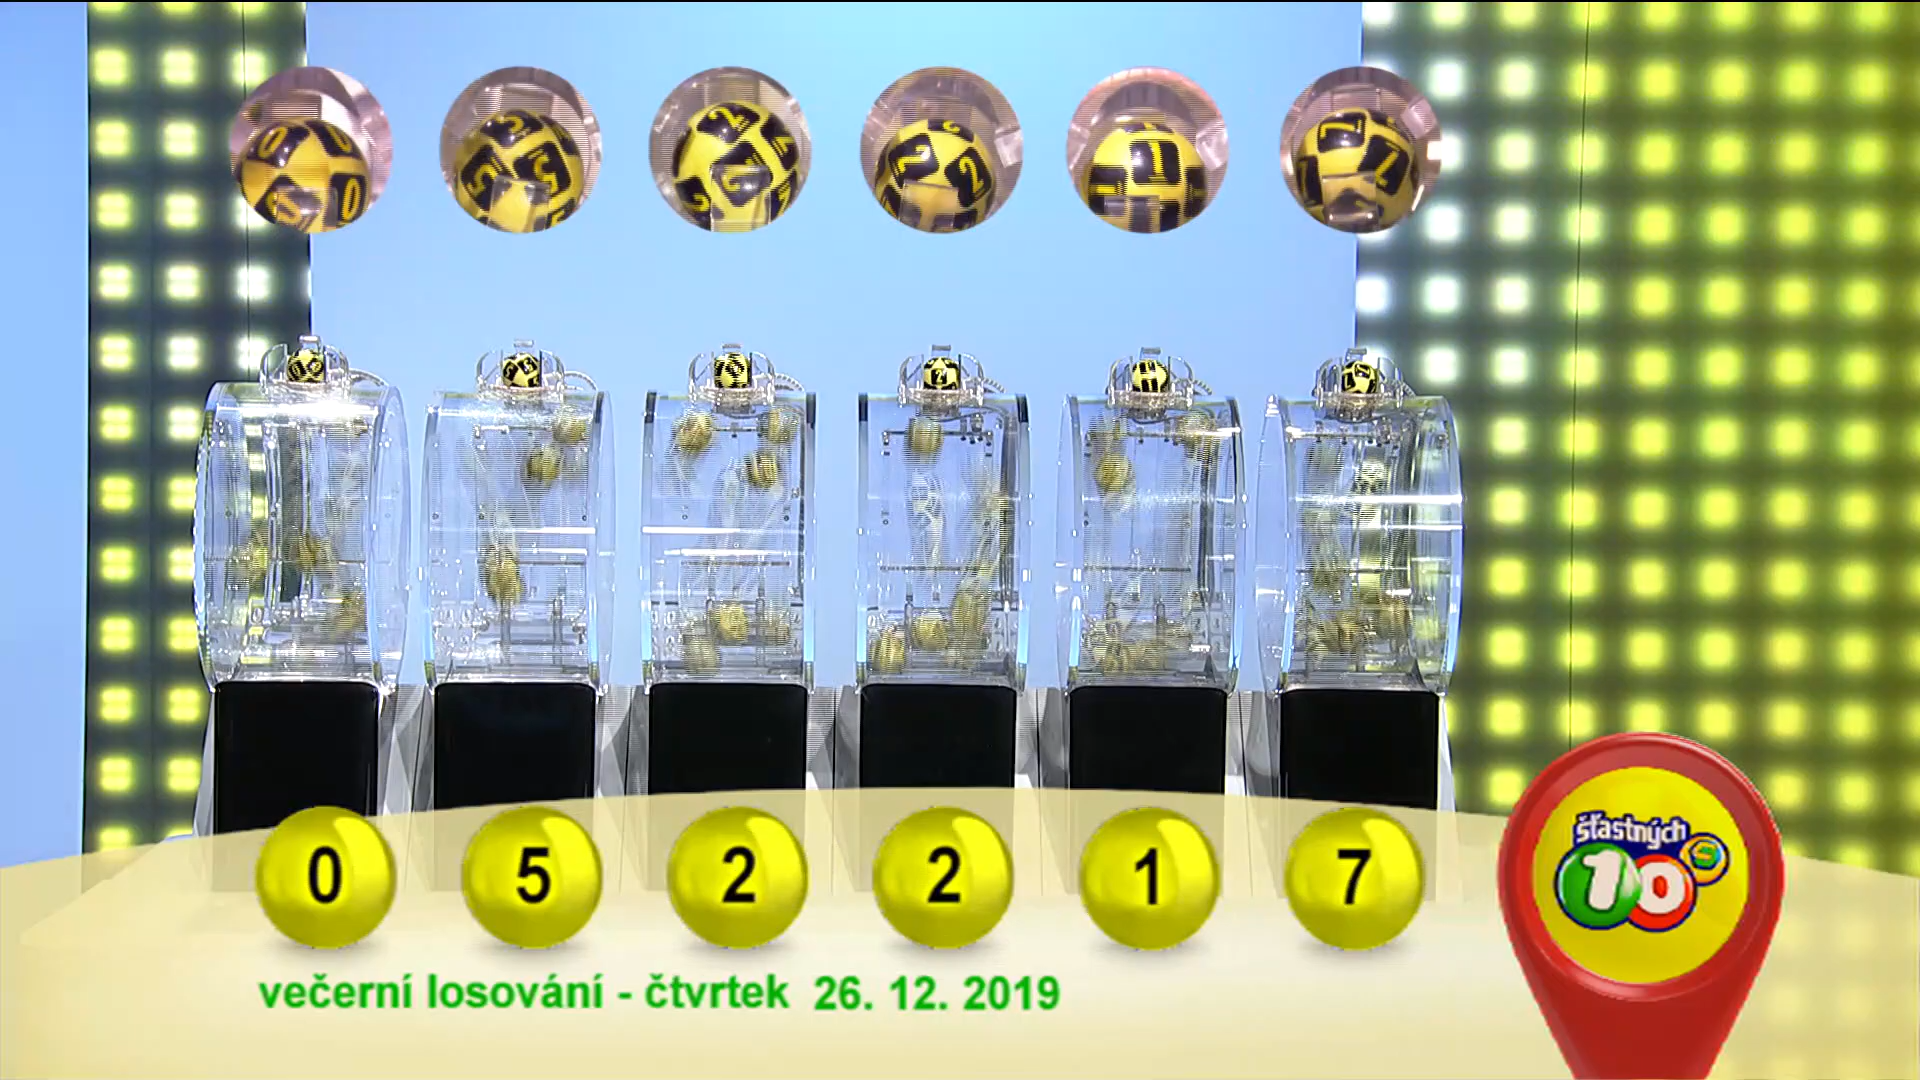 0 5 2 2 1 7
večerní losování - čtvrtek 26. 12. 2019
šťastných
10